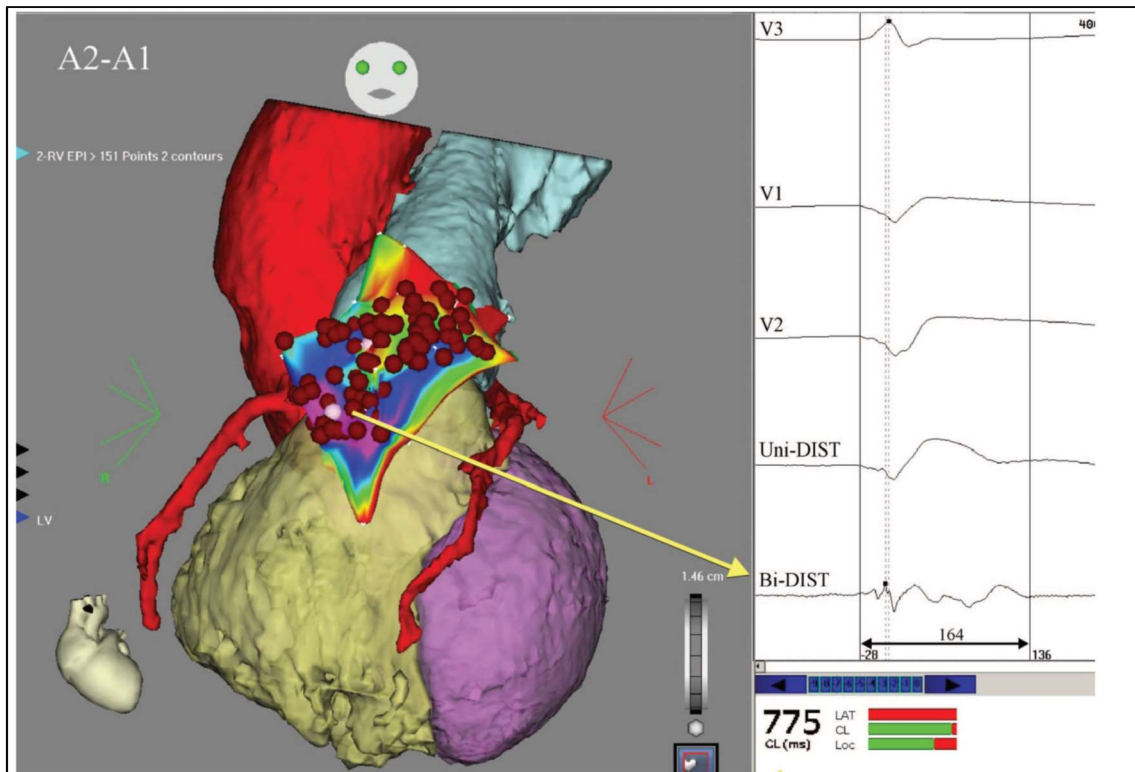 A2-A1
2-RV EPI > 151 Points 2 contours
R
L
LV
1.46 cm
V3
V1
V2
Uni-DIST
Bi-DIST
164
-28
136
775
CL(ms)
LAT
CL
Loc